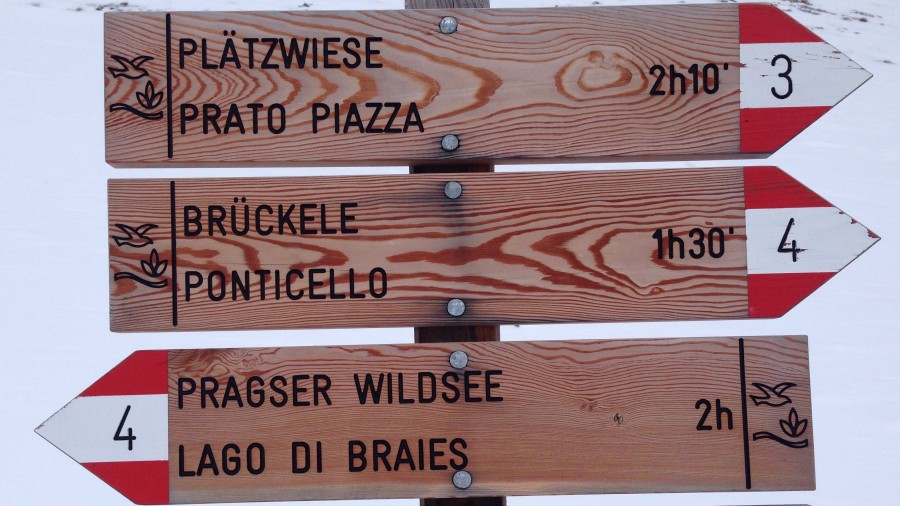 PLÄTZWIESE
PRATO PIAZZA 2h10' 3
BRÜCKELE
PONTICELLO 1h30' 4
PRAGSER WILDSEE
4 LAGO DI BRAIES 2h